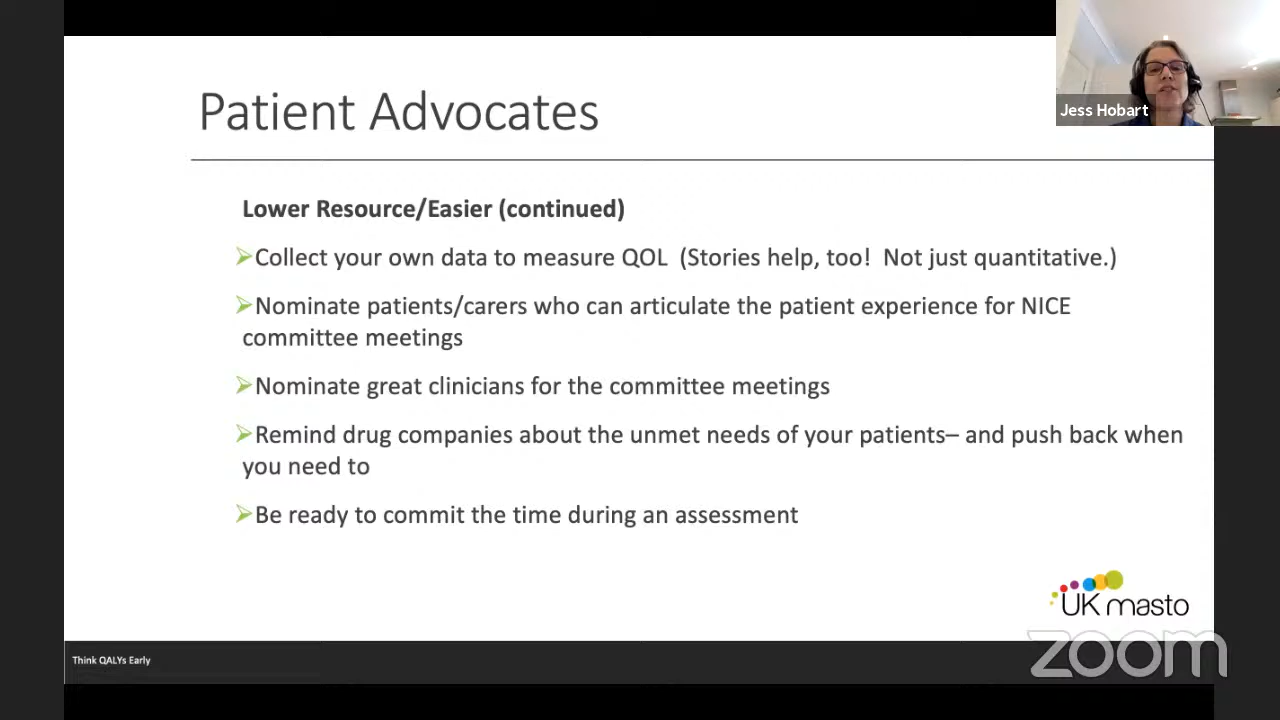 Jess Hobart
Patient Advocates
Lower Resource/Easier (continued)
Collect your own data to measure QOL (Stories help, too! Not just quantitative.)
Nominate patients/carers who can articulate the patient experience for NICE
committee meetings
Nominate great clinicians for the committee meetings
Remind drug companies about the unmet needs of your patients– and push back when
you need to
Be ready to commit the time during an assessment
UK masto
Think QALYs Early
zoom